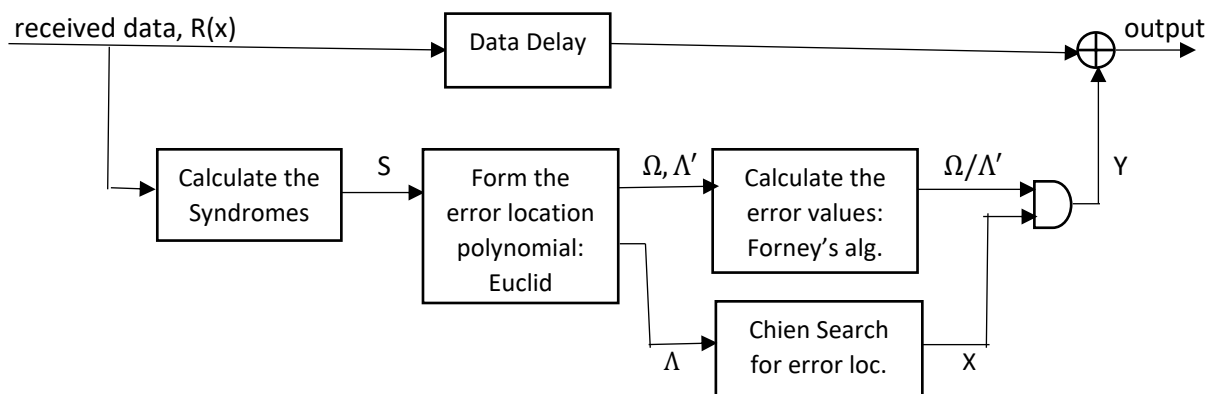 received data, R(x)
Data Delay
output
Calculate the
Syndromes
S
Form the
error location
polynomial:
Euclid
Ω, Λ′
Calculate the
error values:
Forney's alg.
Ω/Λ′
Y
Λ
Chien Search
for error loc.
X